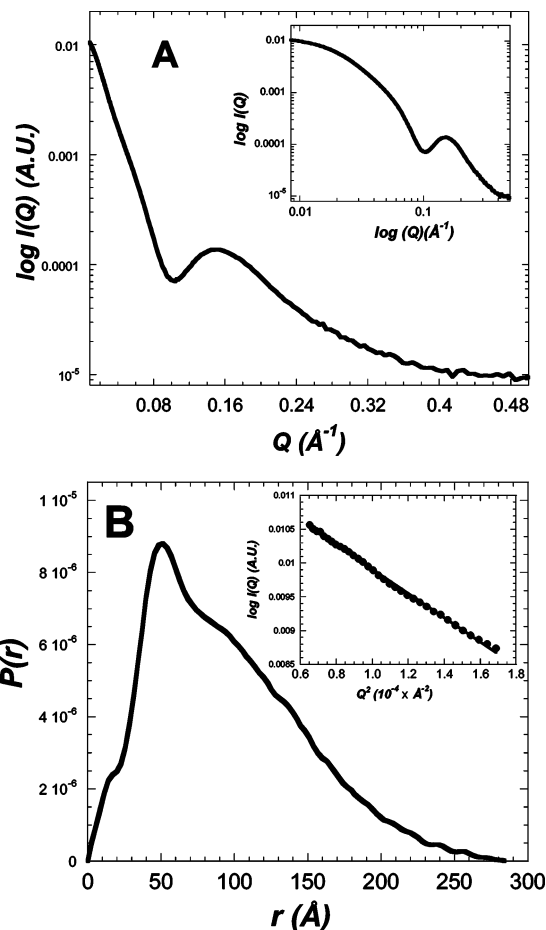 A
0.01
0.001
0.0001
10⁻⁵
log I(Q) (A.U.)
0.08 0.16 0.24 0.32 0.4 0.48
Q (Å⁻¹)
0.01
0.001
0.0001
10⁻⁵
log I(Q)
0.01 0.1
log (Q)(Å⁻¹)
B
1 10⁻⁵
8 10⁻⁶
6 10⁻⁶
4 10⁻⁶
2 10⁻⁶
0
P(r)
0 50 100 150 200 250 300
r (Å)
0.011
0.0105
0.01
0.0095
0.009
0.0085
log I(Q) (A.U.)
0.6 0.8 1.0 1.2 1.4 1.6 1.8
Q² (10⁻⁴ x A⁻²)